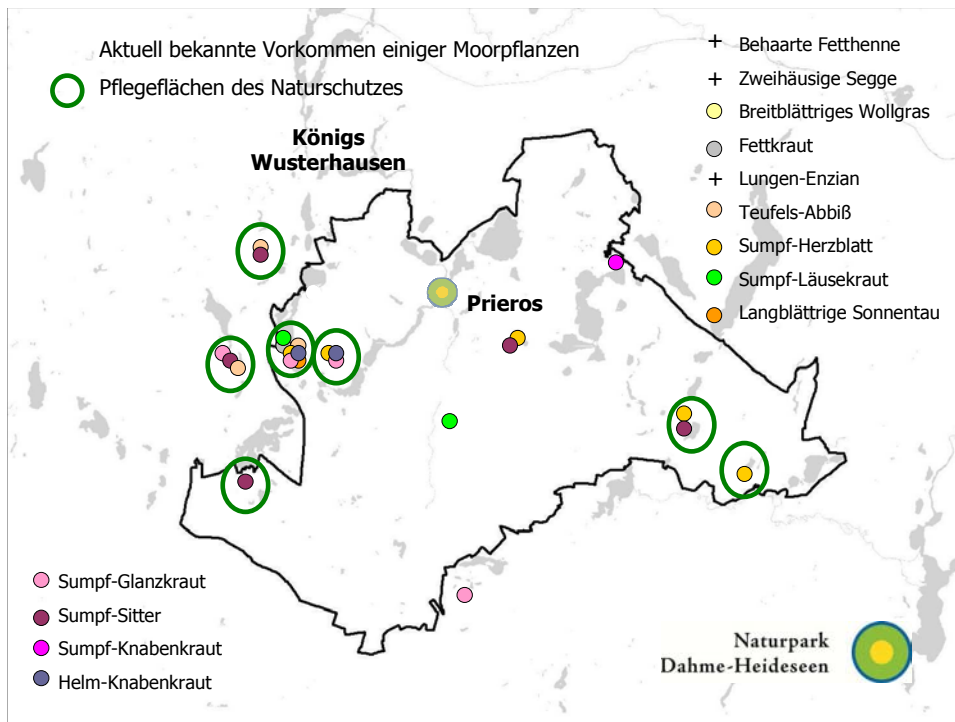 Aktuell bekannte Vorkommen einiger Moorpflanzen
Pflegeflächen des Naturschutzes
Behaarte Fetthenne
Zweihäusige Segge
Breitblättriges Wollgras
Fettkraut
Lungen-Enzian
Teufels-Abbiß
Sumpf-Herzblatt
Sumpf-Läusekraut
Langblättrige Sonnentau
Königs
Wusterhausen
Prieros
Sumpf-Glanzkraut
Sumpf-Sitter
Sumpf-Knabenkraut
Helm-Knabenkraut
Naturpark
Dahme-Heideseen